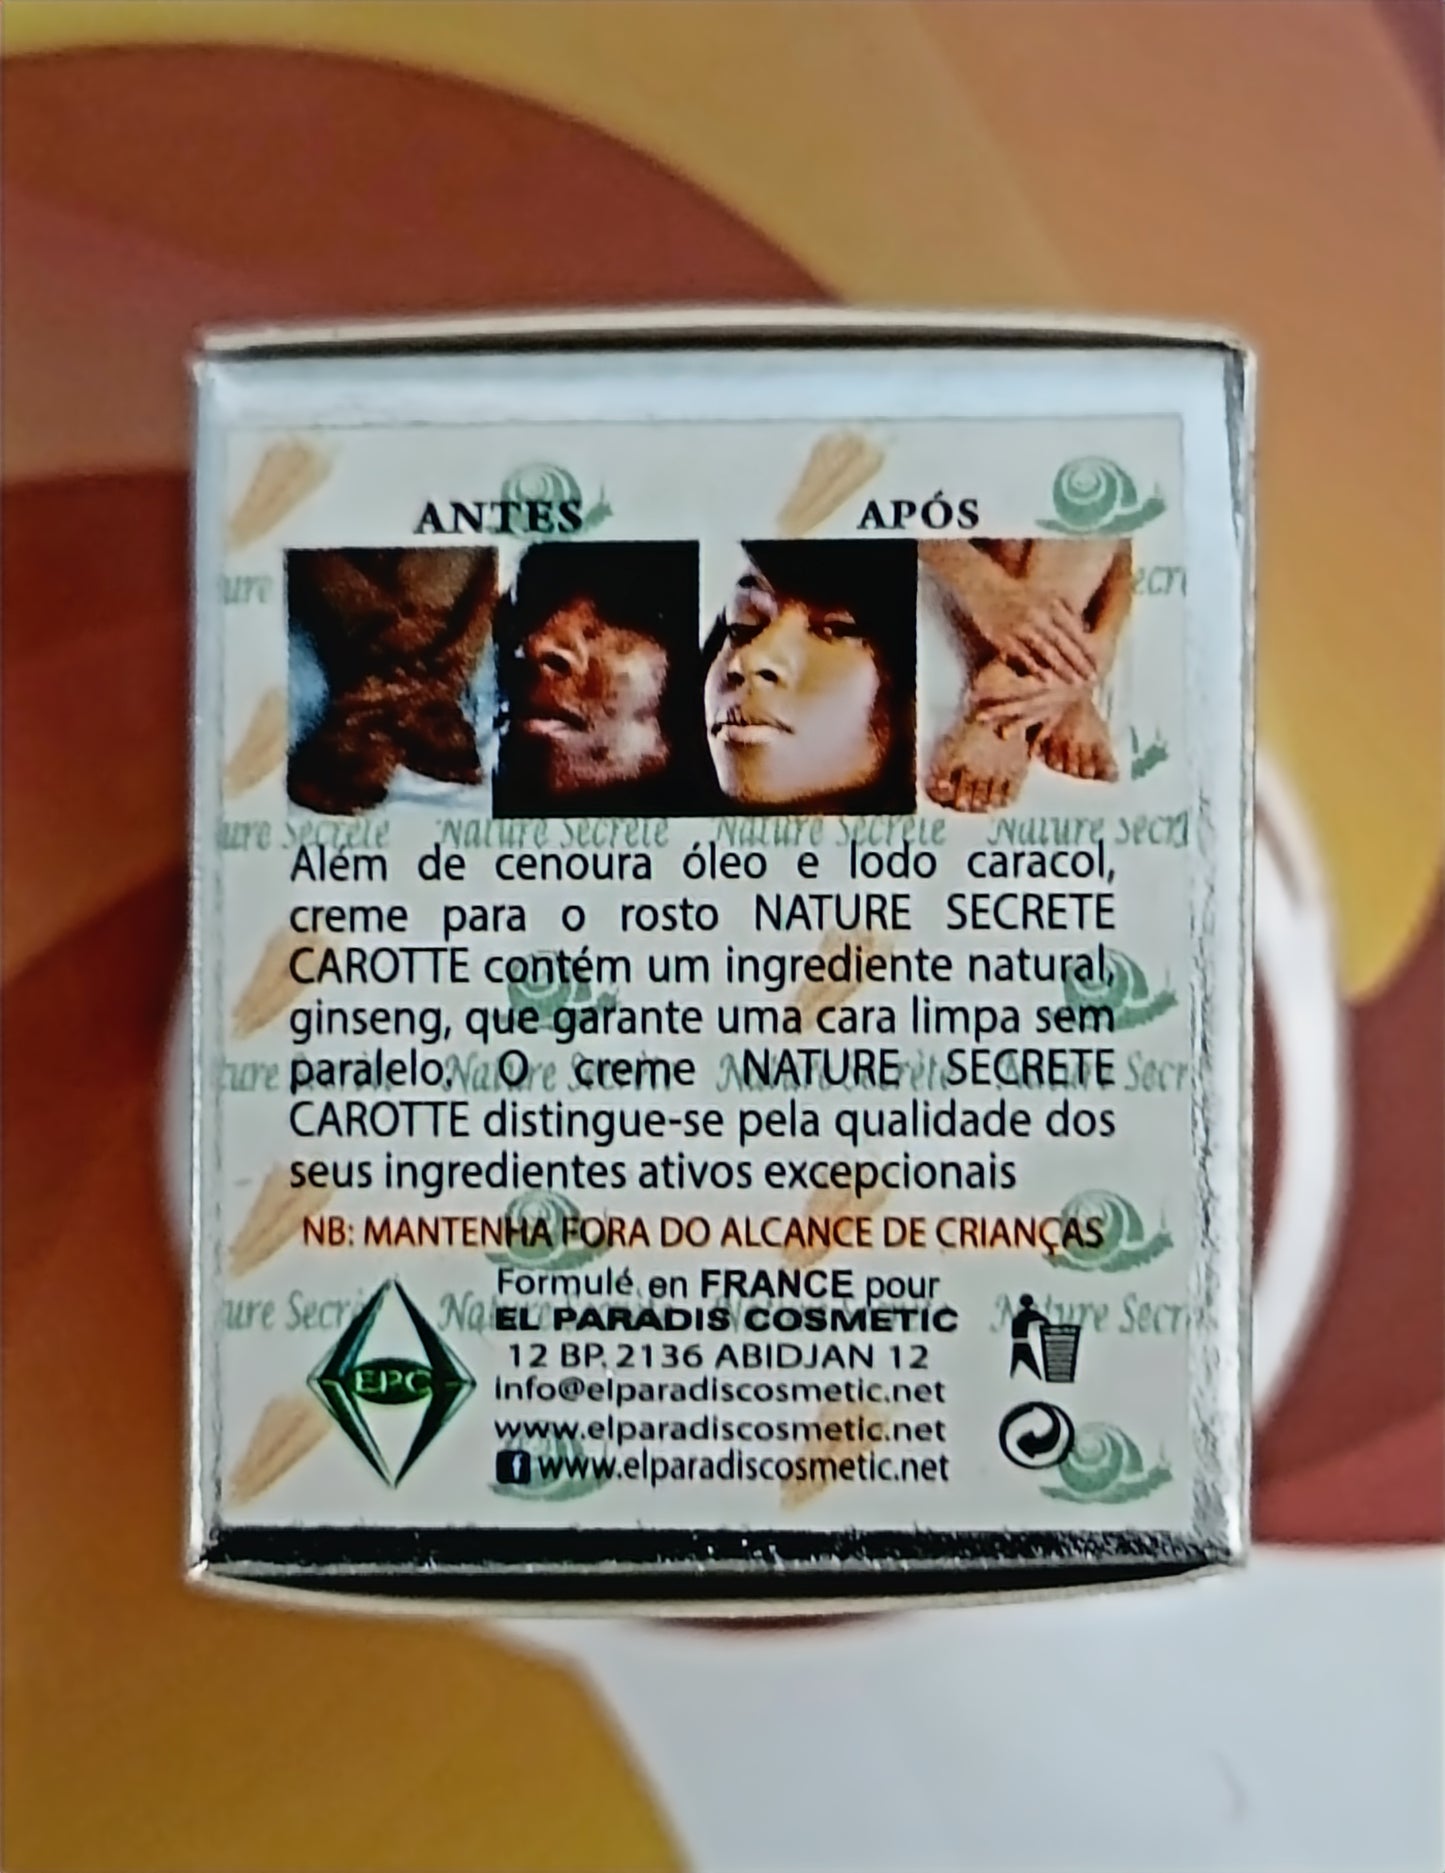 ANTES
APÓS
Além de cenoura óleo e lodo caracol,
creme para o rosto NATURE SECRETE
CAROTTE contém um ingrediente natural,
ginseng, que garante uma cara limpa sem
paralelo. O creme NATURE SECRETE
CAROTTE distingue-se pela qualidade dos
seus ingredientes ativos excepcionais
NB: MANTENHA FORA DO ALCANCE DE CRIANÇAS
Formulé en FRANCE pour
EL PARADIS COSMETIC
12 BP. 2136 ABIDJAN 12
info@elparadiscosmetic.net
www.elparadiscosmetic.net
f www.elparadiscosmetic.net
EPC